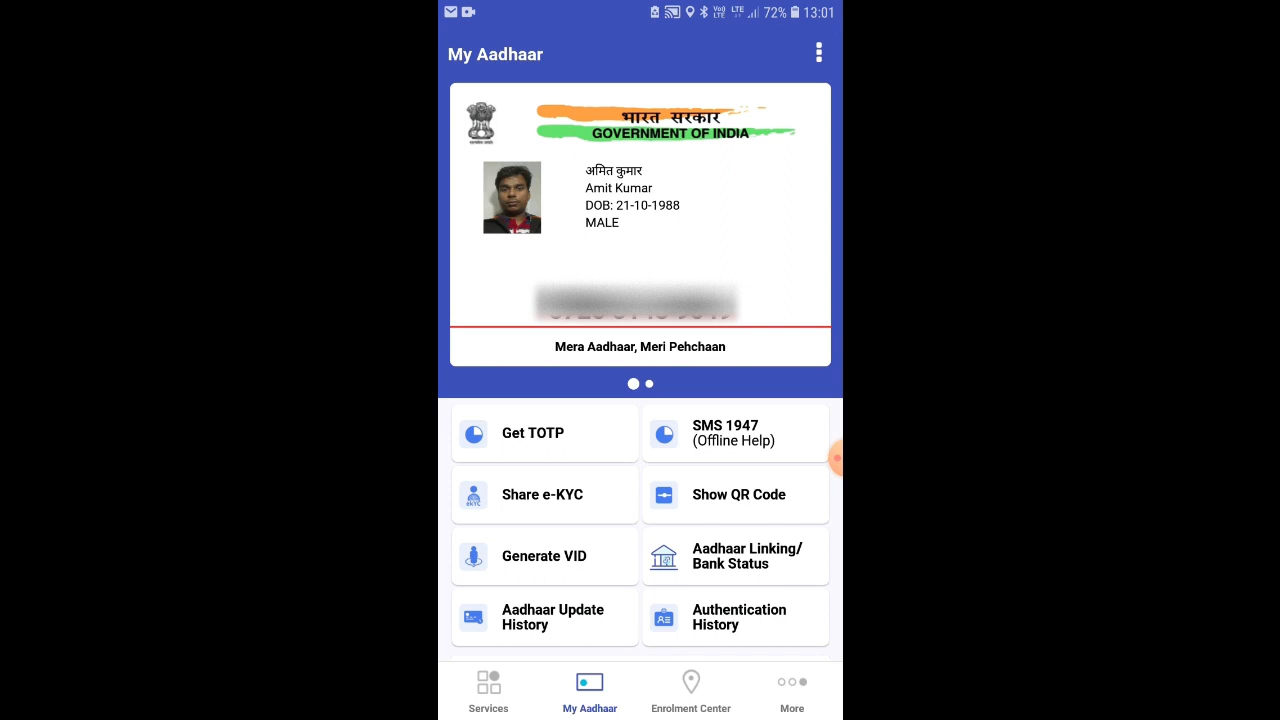 72% 13:01
My Aadhaar
भारत सरकार
GOVERNMENT OF INDIA
अमित कुमार
Amit Kumar
DOB: 21-10-1988
MALE
Mera Aadhaar, Meri Pehchaan
Get TOTP
SMS 1947
(Offline Help)
Share e-KYC
Show QR Code
Generate VID
Aadhaar Linking/
Bank Status
Aadhaar Update
History
Authentication
History
Services
My Aadhaar
Enrolment Center
More